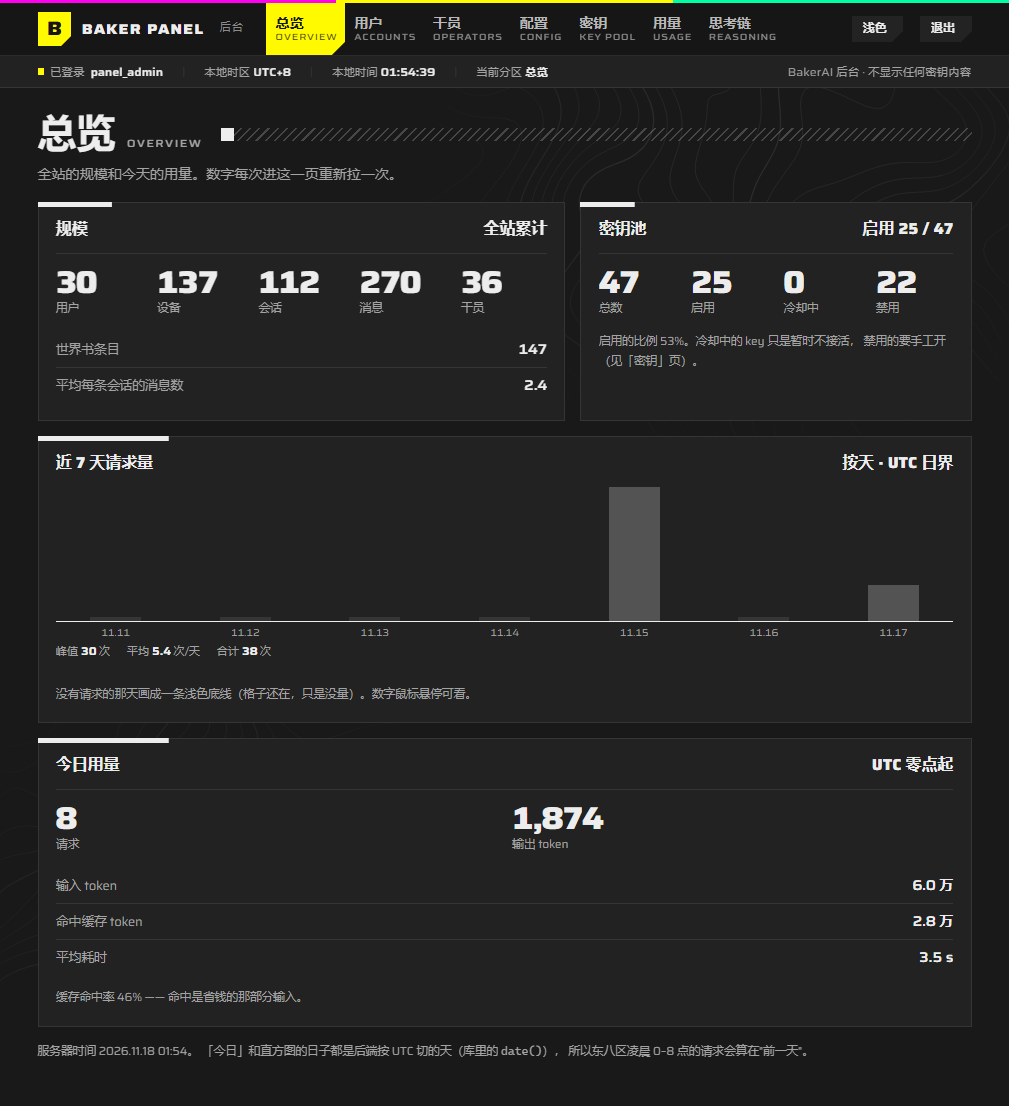 B BAKER PANEL 后台 总览 用户 干员 配置 密钥 用量 思考链 浅色 退出
OVERVIEW ACCOUNTS OPERATORS CONFIG KEY POOL USAGE REASONING
已登录 panel_admin 本地时区 UTC+8 本地时间 01:54:39 当前分区 总览 BakerAI 后台 · 不显示任何密钥内容
总览 OVERVIEW
全站的规模和今天的用量。数字每次进这一页重新拉一次。
规模 全站累计
30 137 112 270 36
用户 设备 会话 消息 干员
世界书条目 147
平均每条会话的消息数 2.4
密钥池 启用 25 / 47
47 25 0 22
总数 启用 冷却中 禁用
启用的比例 53%。冷却中的 key 只是暂时不接活， 禁用的要手工开
（见「密钥」页）。
近 7 天请求量 按天 · UTC 日界
11.11 11.12 11.13 11.14 11.15 11.16 11.17
峰值 30 次 平均 5.4 次/天 合计 38 次
没有请求的那天画成一条浅色底线（格子还在，只是没量）。数字鼠标悬停可看。
今日用量 UTC 零点起
8 1,874
请求 输出 token
输入 token 6.0 万
命中缓存 token 2.8 万
平均耗时 3.5 s
缓存命中率 46% —— 命中是省钱的那部分输入。
服务器时间 2026.11.18 01:54。 「今日」和直方图的日子都是后端按 UTC 切的天（库里的 date()）， 所以东八区凌晨 0–8 点的请求会算在"前一天"。